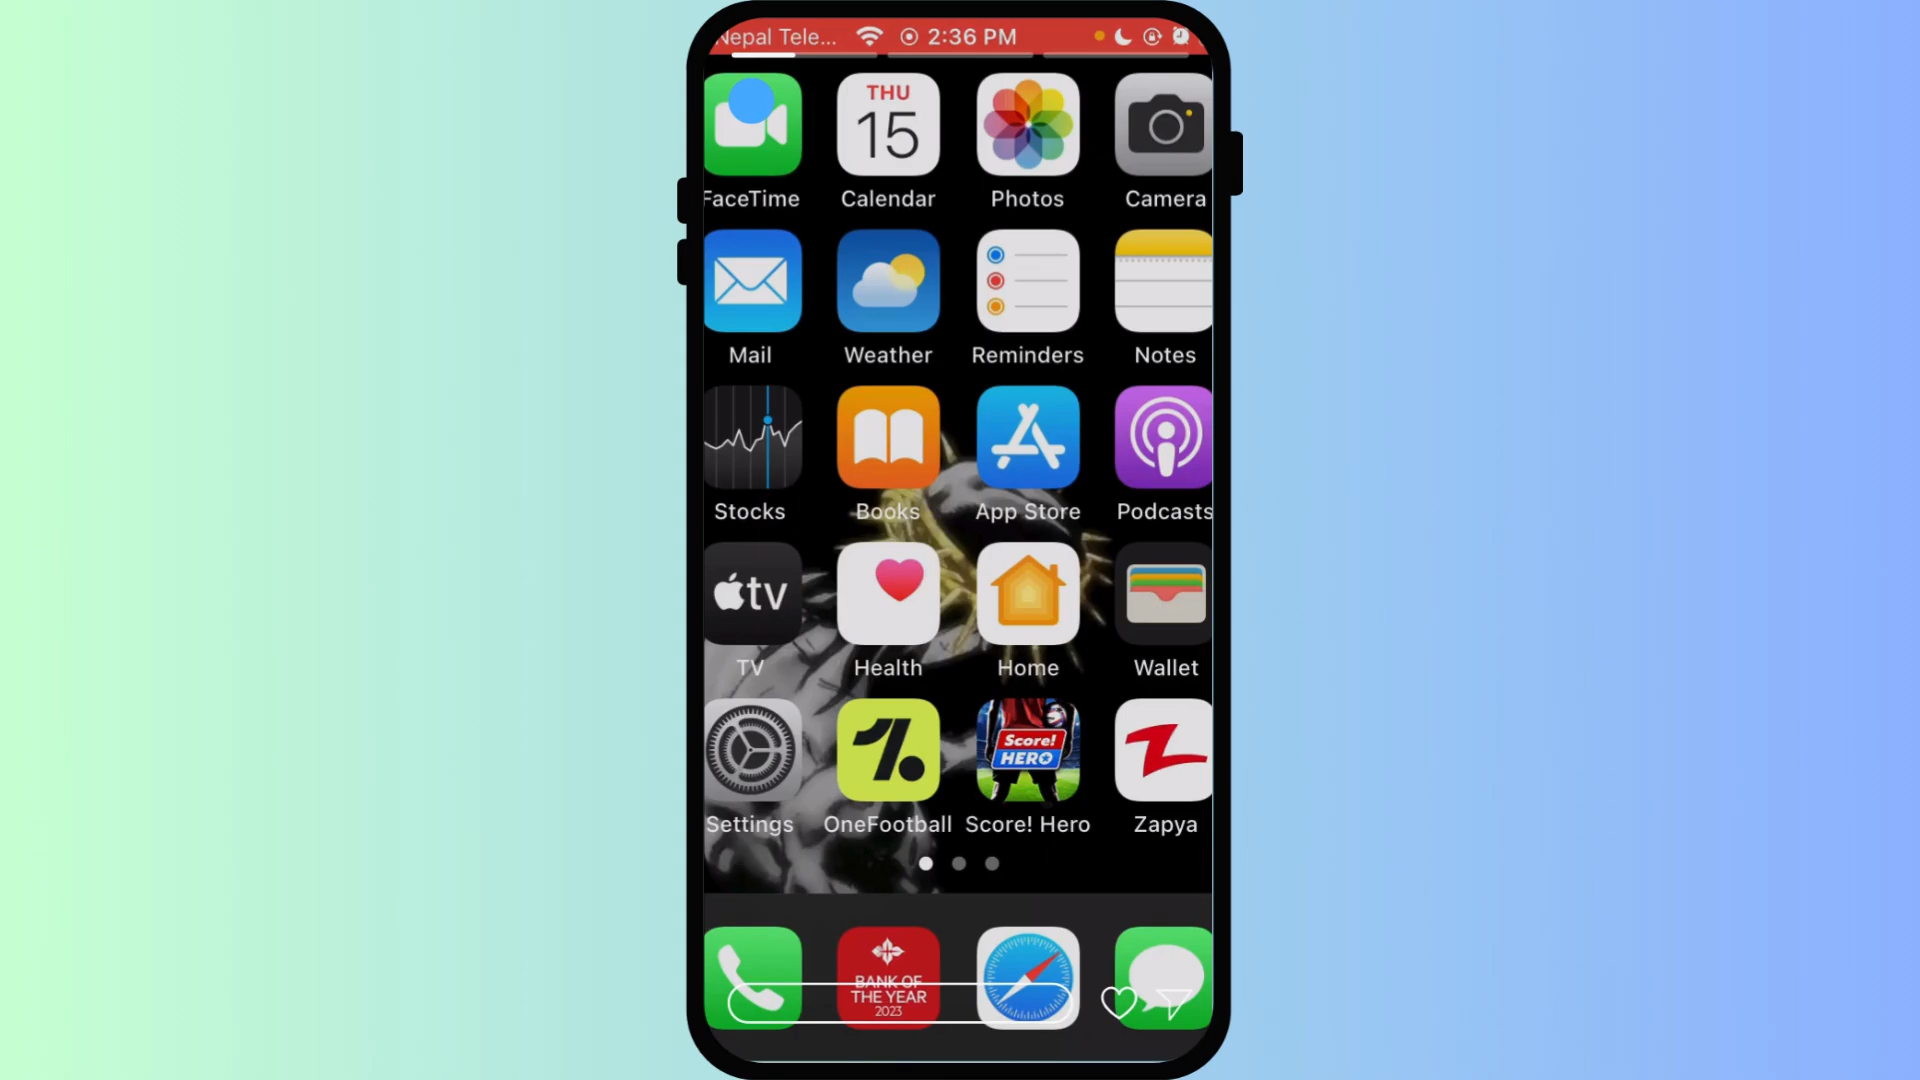 Nepal Tele... 2:36 PM
THU
15
FaceTime Calendar Photos Camera
Mail Weather Reminders Notes
Stocks Books App Store Podcasts
tv
TV Health Home Wallet
Score!
HERO
Settings OneFootball Score! Hero Zapya
BANK OF
THE YEAR
2023